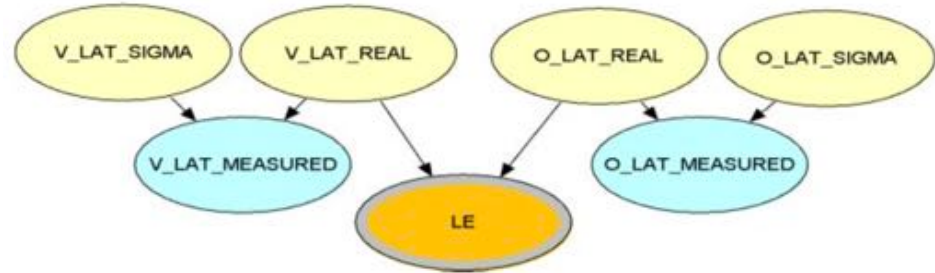 V_LAT_SIGMA
V_LAT_REAL
O_LAT_REAL
O_LAT_SIGMA
V_LAT_MEASURED
O_LAT_MEASURED
LE